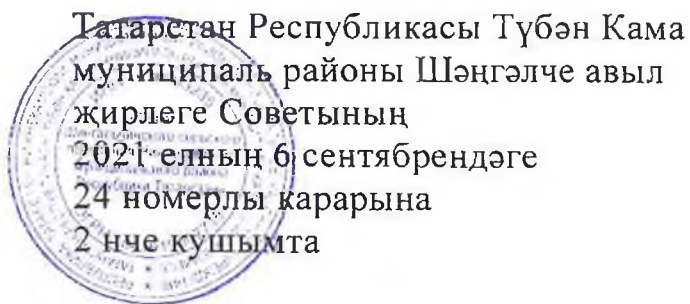 Татарстан Республикасы Түбән Кама
муниципаль районы Шәңгәлче авыл
җирлеге Советының
2021 елның 6 сентябрендәге
24 номерлы карарына
2 нче кушымта